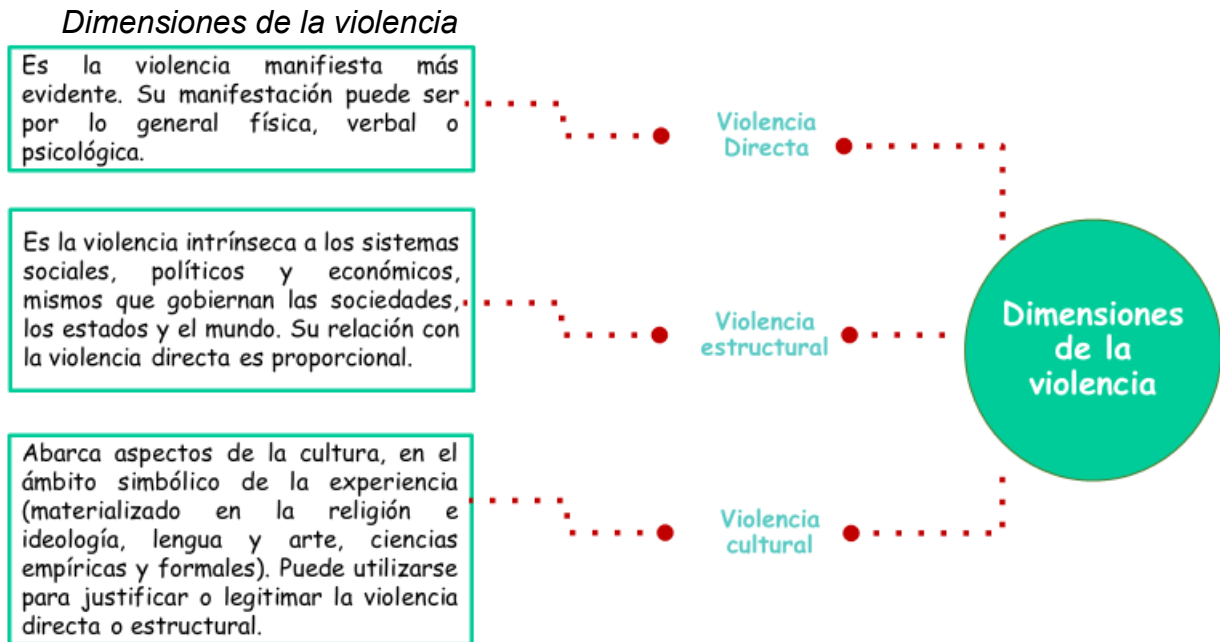 Dimensiones de la violencia
Es la violencia manifiesta más
evidente. Su manifestación puede ser
por lo general física, verbal o
psicológica.
Violencia
Directa
Es la violencia intrínseca a los sistemas
sociales, políticos y económicos,
mismos que gobiernan las sociedades,
los estados y el mundo. Su relación con
la violencia directa es proporcional.
Violencia
estructural
Dimensiones
de la
violencia
Abarca aspectos de la cultura, en el
ámbito simbólico de la experiencia
(materializado en la religión e
ideología, lengua y arte, ciencias
empíricas y formales). Puede utilizarse
para justificar o legitimar la violencia
directa o estructural.
Violencia
cultural